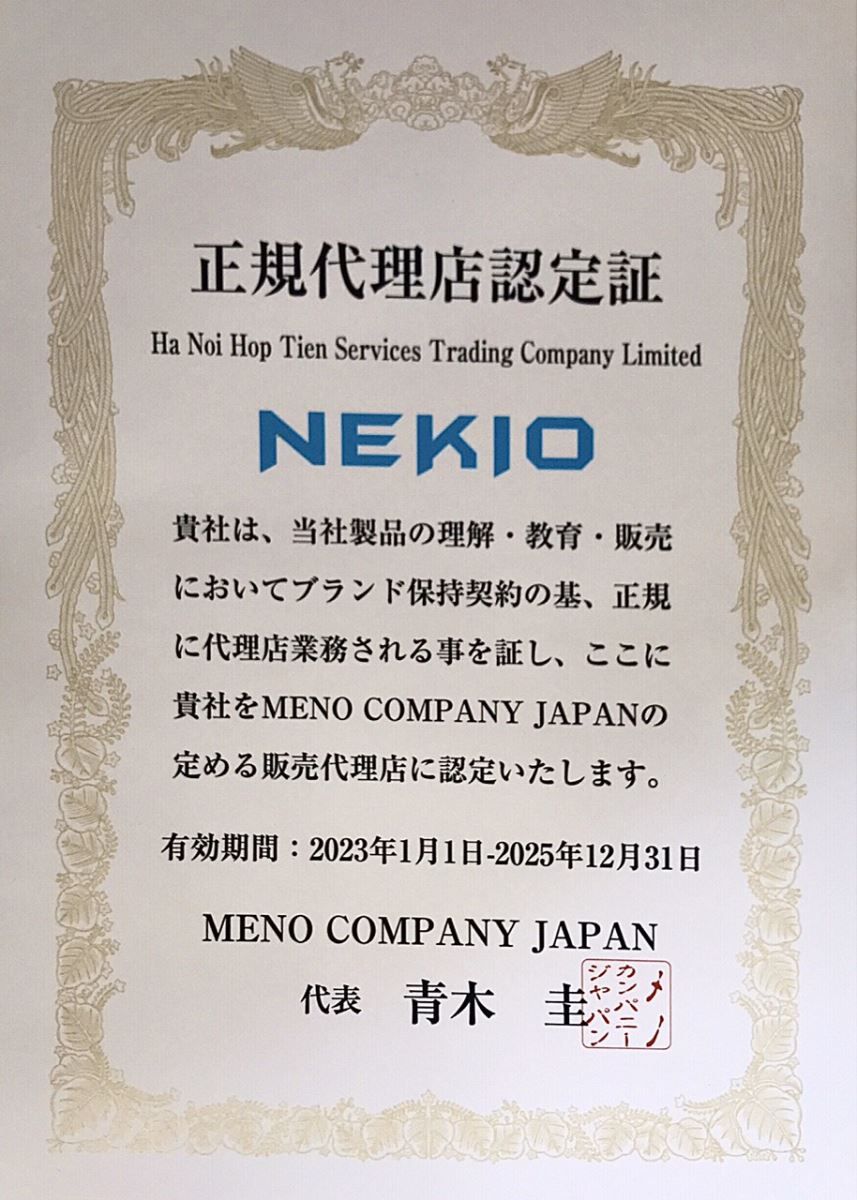 正規代理店認定証
Ha Noi Hop Tien Services Trading Company Limited
NEKIO
貴社は、当社製品の理解・教育・販売
においてブランド保持契約の基、正規
に代理店業務される事を証し、ここに
貴社をMENO COMPANY JAPANの
定める販売代理店に認定いたします。
有効期間：2023年1月1日-2025年12月31日
MENO COMPANY JAPAN
代表 青木 圭
メノ
カンパニー
ジャパン